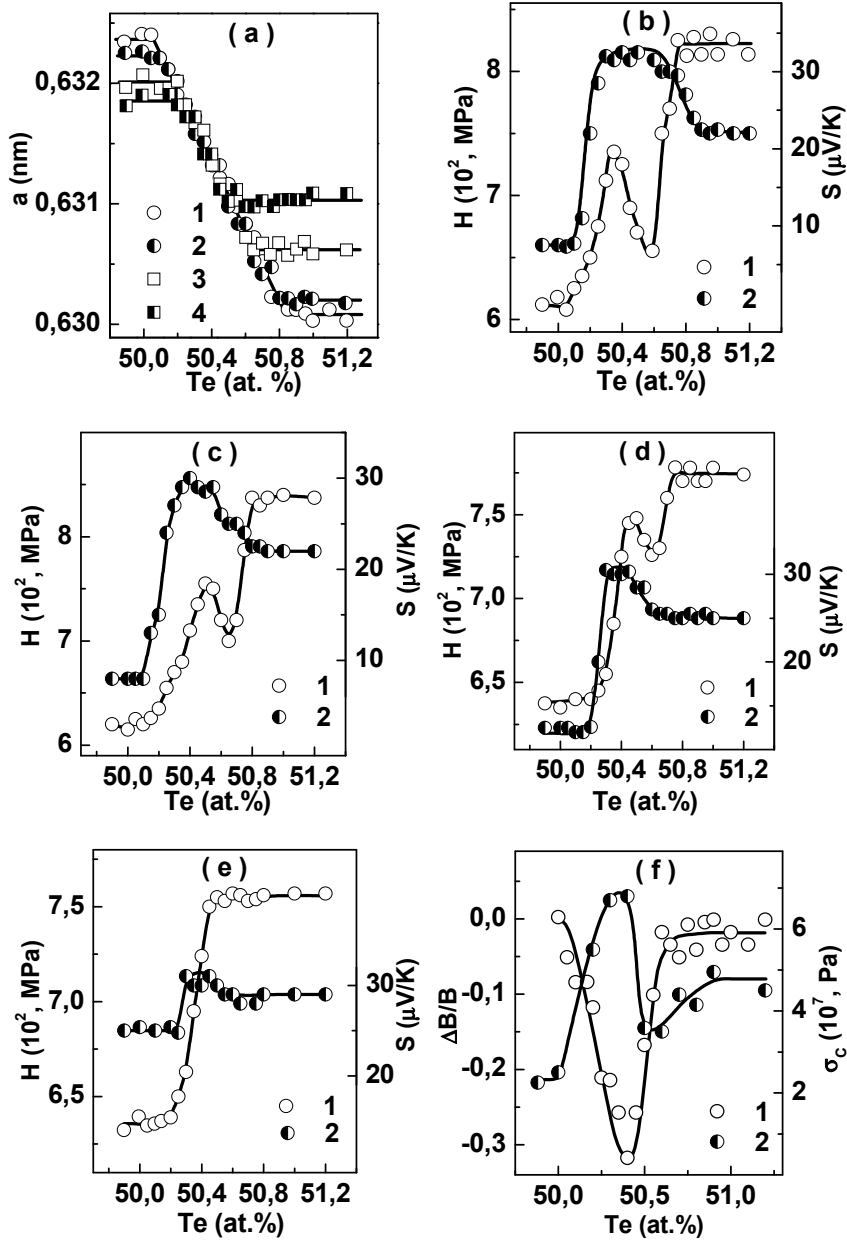 ( a )
0,632
0,631
0,630
a (nm)
1
2
3
4
50,0 50,4 50,8 51,2
Te (at. %)
( b )
8
7
6
H (10², MPa)
30
20
10
S (μV/K)
1
2
50,0 50,4 50,8 51,2
Te (at.%)
( c )
8
7
6
H (10², MPa)
30
20
10
S (μV/K)
1
2
50,0 50,4 50,8 51,2
Te (at.%)
( d )
7,5
7,0
6,5
H (10², MPa)
30
20
S (μV/K)
1
2
50,0 50,4 50,8 51,2
Te (at.%)
( e )
7,5
7,0
6,5
H (10², MPa)
30
20
S (μV/K)
1
2
50,0 50,4 50,8 51,2
Te (at.%)
( f )
0,0
-0,1
-0,2
-0,3
ΔB/B
6
4
2
σ_C (10⁷, Pa)
1
2
50,0 50,5 51,0
Te (at.%)